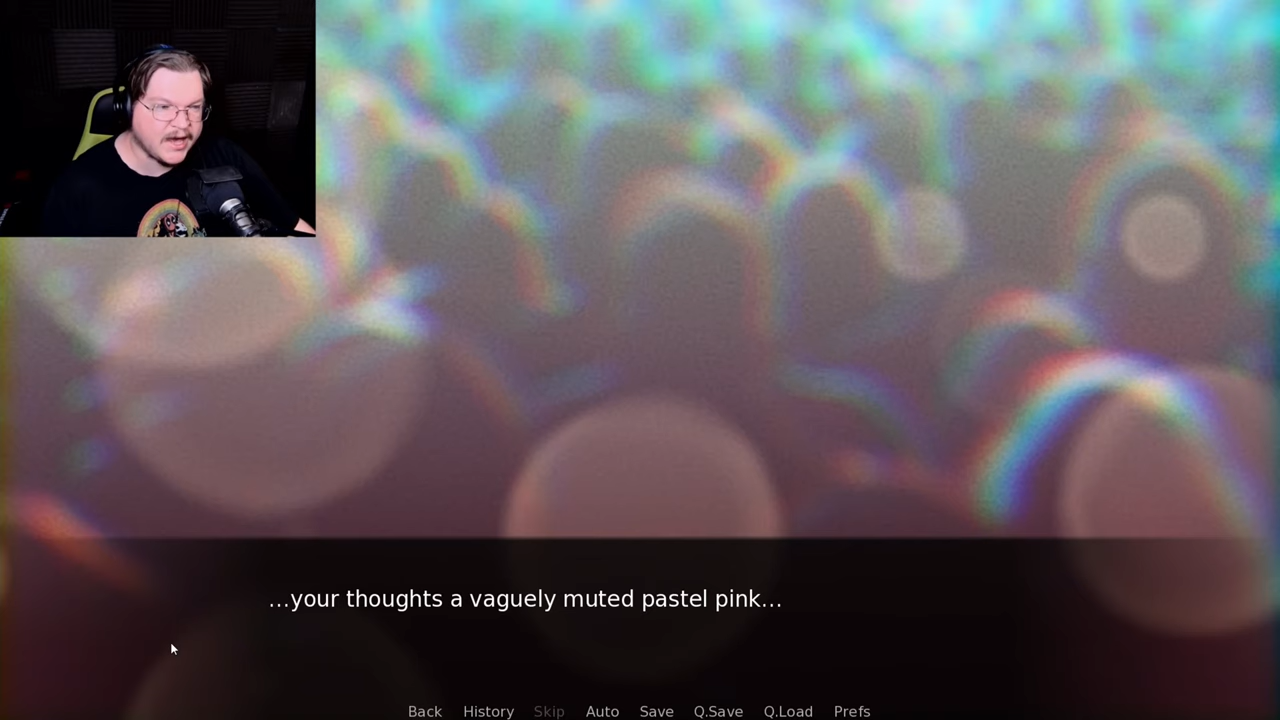 ...your thoughts a vaguely muted pastel pink...
Back History Skip Auto Save Q.Save Q.Load Prefs